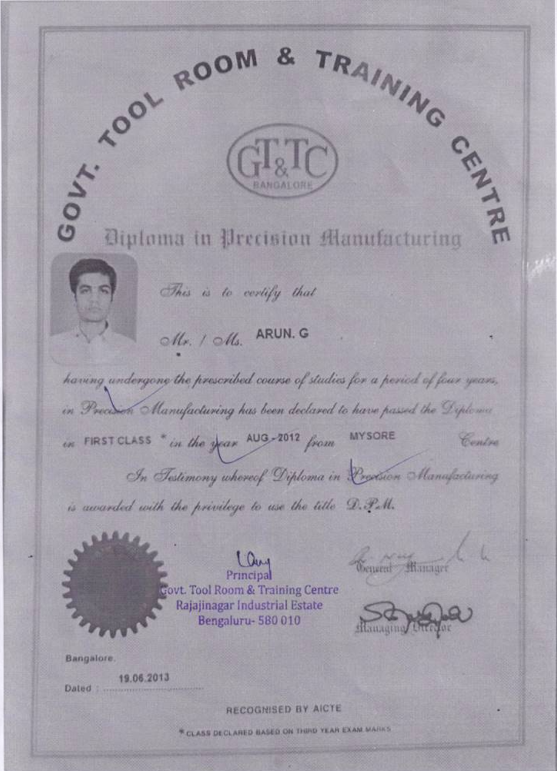 GOVT. TOOL ROOM & TRAINING CENTRE
GT&TC
BANGALORE
Diploma in Precision Manufacturing
This is to certify that
Mr. / Ms. ARUN. G
having undergone the prescribed course of studies for a period of four years,
in Precision Manufacturing has been declared to have passed the Diploma
in FIRST CLASS * in the year AUG - 2012 from MYSORE Centre
In Testimony whereof Diploma in Precision Manufacturing
is awarded with the privilege to use the title D.P.M.
Principal
Govt. Tool Room & Training Centre
Rajajinagar Industrial Estate
Bengaluru- 560 010
General Manager
Managing Director
Bangalore.
Dated : 19.06.2013
RECOGNISED BY AICTE
* CLASS DECLARED BASED ON THIRD YEAR EXAM MARKS